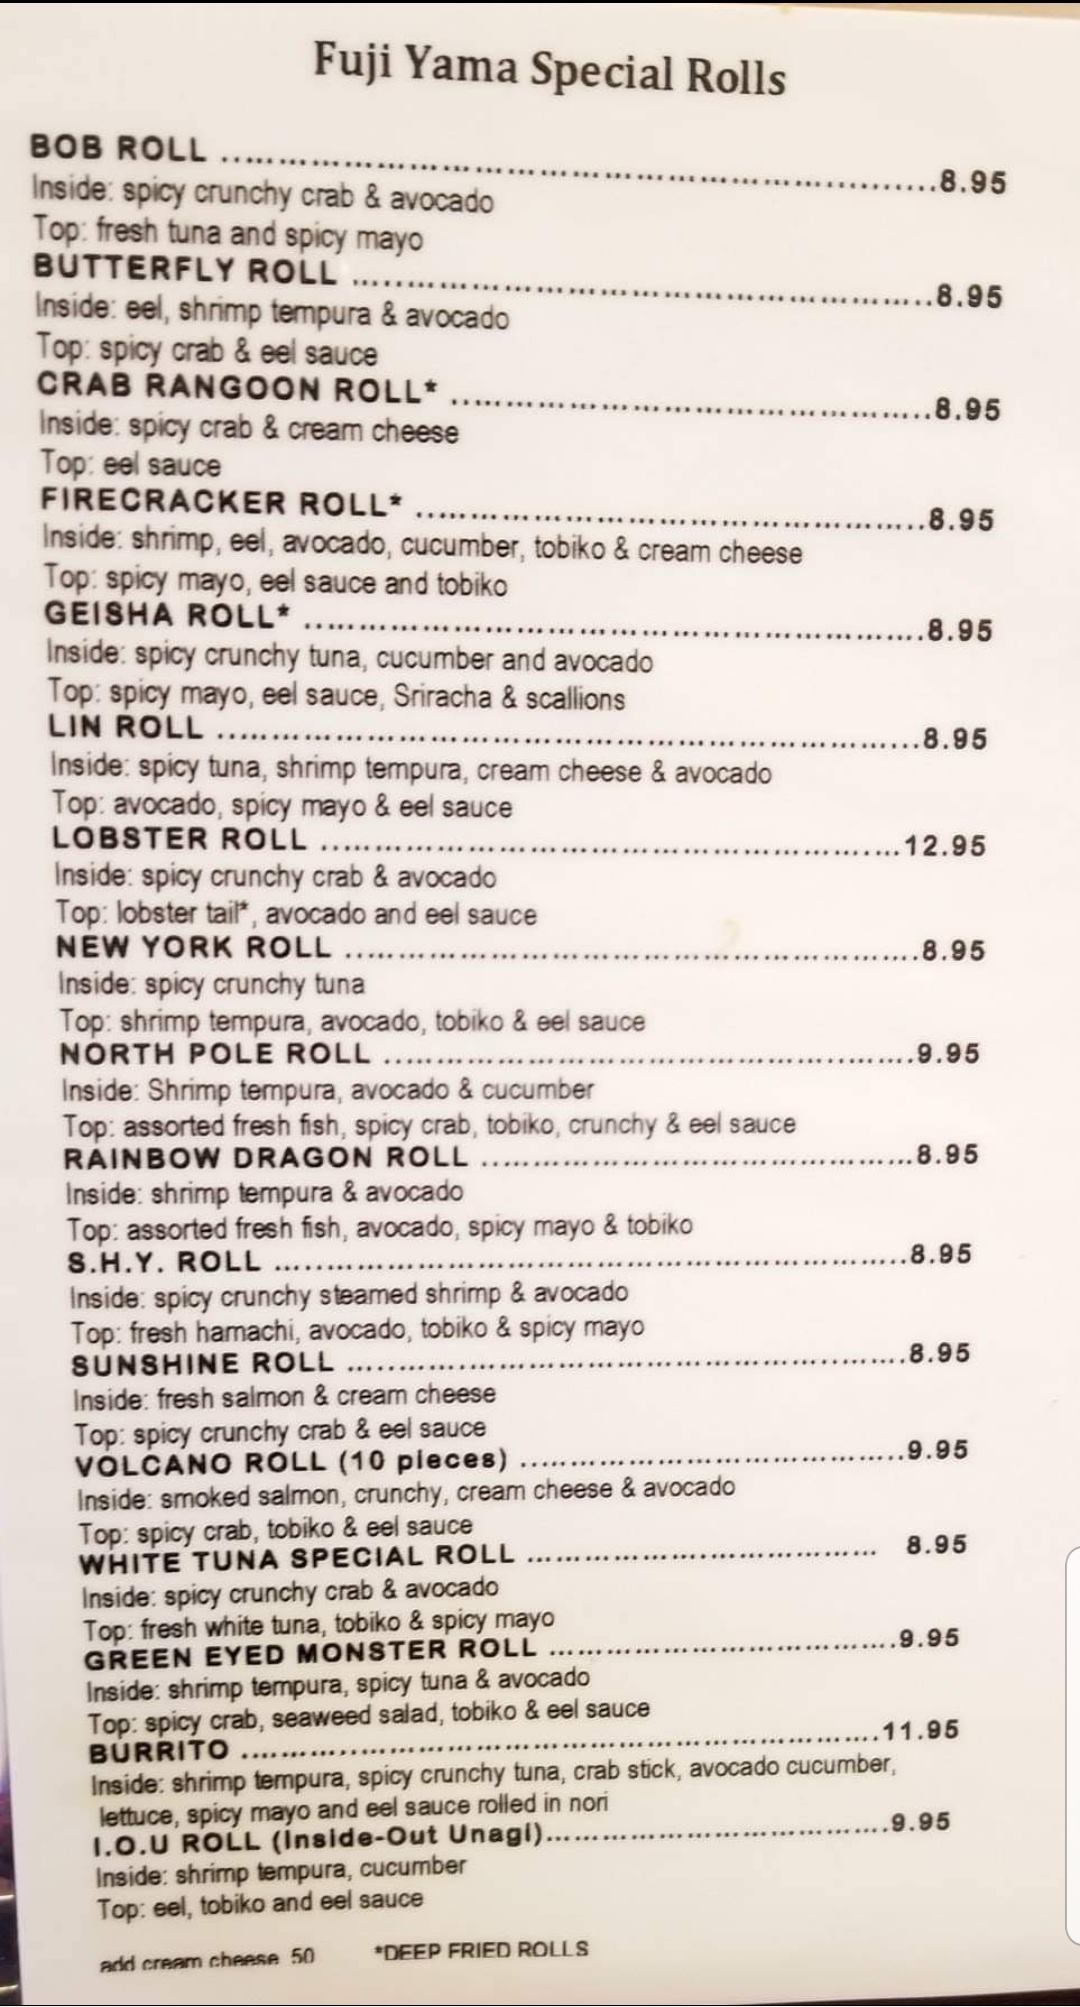 Fuji Yama Special Rolls
BOB ROLL ........................................................................8.95
Inside: spicy crunchy crab & avocado
Top: fresh tuna and spicy mayo
BUTTERFLY ROLL ..........................................................8.95
Inside: eel, shrimp tempura & avocado
Top: spicy crab & eel sauce
CRAB RANGOON ROLL* ................................................8.95
Inside: spicy crab & cream cheese
Top: eel sauce
FIRECRACKER ROLL* ...................................................8.95
Inside: shrimp, eel, avocado, cucumber, tobiko & cream cheese
Top: spicy mayo, eel sauce and tobiko
GEISHA ROLL* ..............................................................8.95
Inside: spicy crunchy tuna, cucumber and avocado
Top: spicy mayo, eel sauce, Sriracha & scallions
LIN ROLL ......................................................................8.95
Inside: spicy tuna, shrimp tempura, cream cheese & avocado
Top: avocado, spicy mayo & eel sauce
LOBSTER ROLL ..........................................................12.95
Inside: spicy crunchy crab & avocado
Top: lobster tail*, avocado and eel sauce
NEW YORK ROLL .........................................................8.95
Inside: spicy crunchy tuna
Top: shrimp tempura, avocado, tobiko & eel sauce
NORTH POLE ROLL .....................................................9.95
Inside: Shrimp tempura, avocado & cucumber
Top: assorted fresh fish, spicy crab, tobiko, crunchy & eel sauce
RAINBOW DRAGON ROLL ...........................................8.95
Inside: shrimp tempura & avocado
Top: assorted fresh fish, avocado, spicy mayo & tobiko
S.H.Y. ROLL ...............................................................8.95
Inside: spicy crunchy steamed shrimp & avocado
Top: fresh hamachi, avocado, tobiko & spicy mayo
SUNSHINE ROLL ........................................................8.95
Inside: fresh salmon & cream cheese
Top: spicy crunchy crab & eel sauce
VOLCANO ROLL (10 pieces) ......................................9.95
Inside: smoked salmon, crunchy, cream cheese & avocado
Top: spicy crab, tobiko & eel sauce
WHITE TUNA SPECIAL ROLL ................................... 8.95
Inside: spicy crunchy crab & avocado
Top: fresh white tuna, tobiko & spicy mayo
GREEN EYED MONSTER ROLL ..................................9.95
Inside: shrimp tempura, spicy tuna & avocado
Top: spicy crab, seaweed salad, tobiko & eel sauce
BURRITO ................................................................11.95
Inside: shrimp tempura, spicy crunchy tuna, crab stick, avocado cucumber,
lettuce, spicy mayo and eel sauce rolled in nori
I.O.U ROLL (Inside-Out Unagi)..................................9.95
Inside: shrimp tempura, cucumber
Top: eel, tobiko and eel sauce
add cream cheese .50 *DEEP FRIED ROLLS